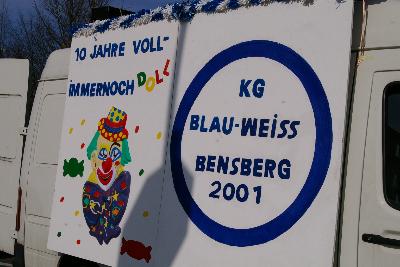 10 JAHRE VOLL-
IMMERNOCH DOLL
KG
BLAU-WEISS
BENSBERG
2001